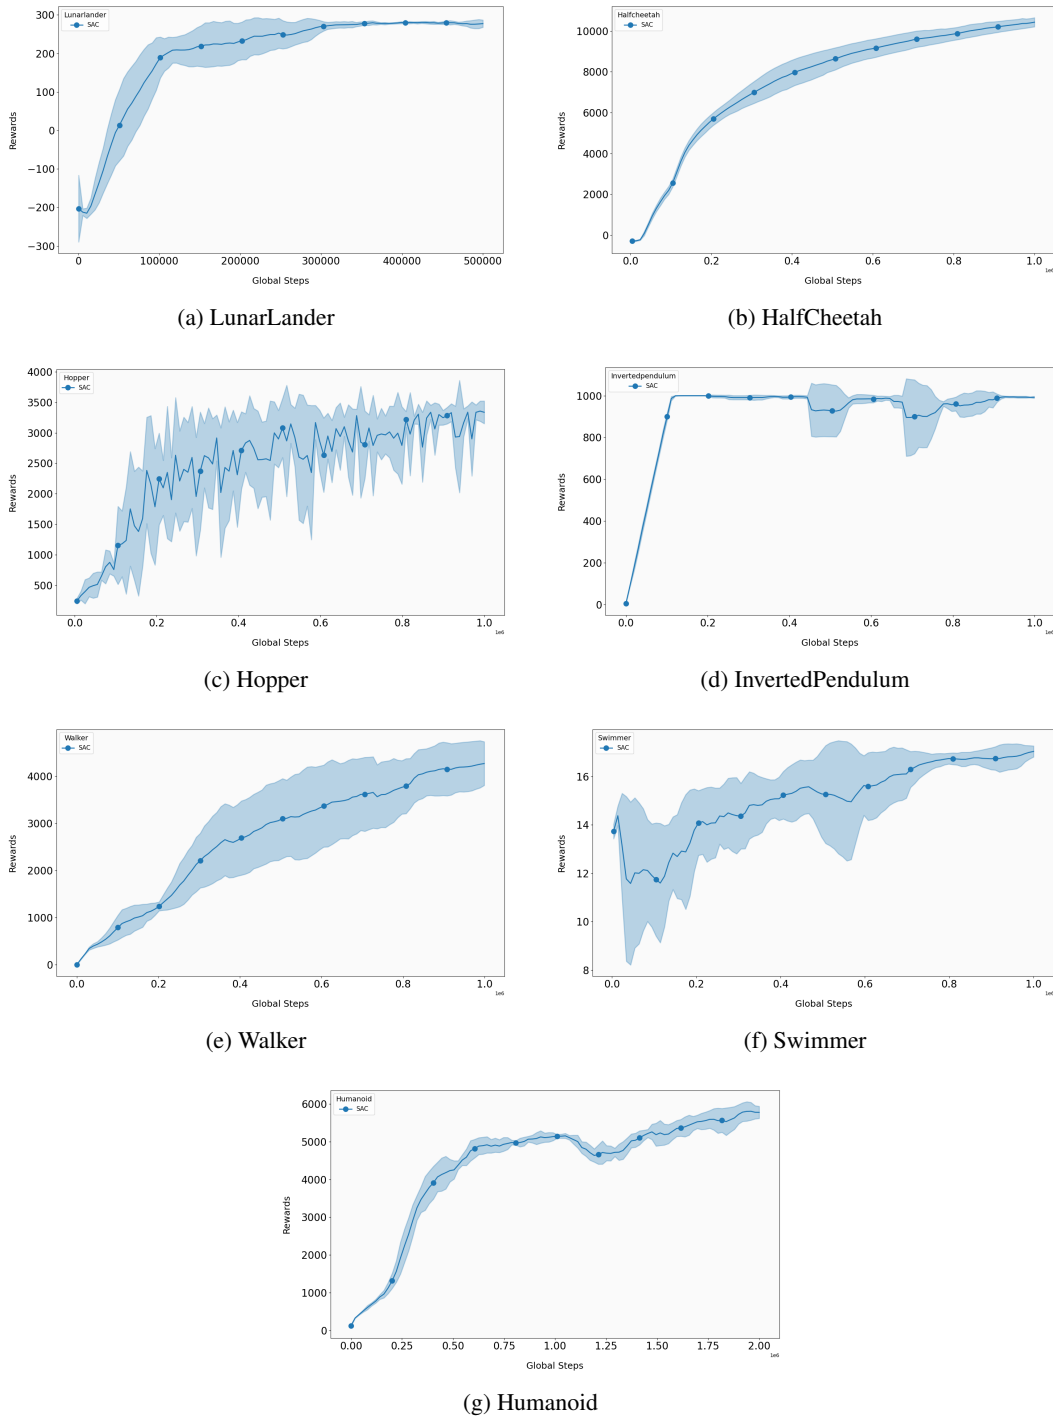 Lunarlander
SAC
300
200
100
0
−100
−200
−300
Rewards
0 100000 200000 300000 400000 500000
Global Steps
(a) LunarLander
Halfcheetah
SAC
10000
8000
6000
4000
2000
0
Rewards
0.0 0.2 0.4 0.6 0.8 1.0
1e6
Global Steps
(b) HalfCheetah
Hopper
SAC
4000
3500
3000
2500
2000
1500
1000
500
Rewards
0.0 0.2 0.4 0.6 0.8 1.0
1e6
Global Steps
(c) Hopper
Invertedpendulum
SAC
1000
800
600
400
200
0
Rewards
0.0 0.2 0.4 0.6 0.8 1.0
1e6
Global Steps
(d) InvertedPendulum
Walker
SAC
4000
3000
2000
1000
0
Rewards
0.0 0.2 0.4 0.6 0.8 1.0
1e6
Global Steps
(e) Walker
Swimmer
SAC
16
14
12
10
8
Rewards
0.0 0.2 0.4 0.6 0.8 1.0
1e6
Global Steps
(f) Swimmer
Humanoid
SAC
6000
5000
4000
3000
2000
1000
0
Rewards
0.00 0.25 0.50 0.75 1.00 1.25 1.50 1.75 2.00
1e6
Global Steps
(g) Humanoid